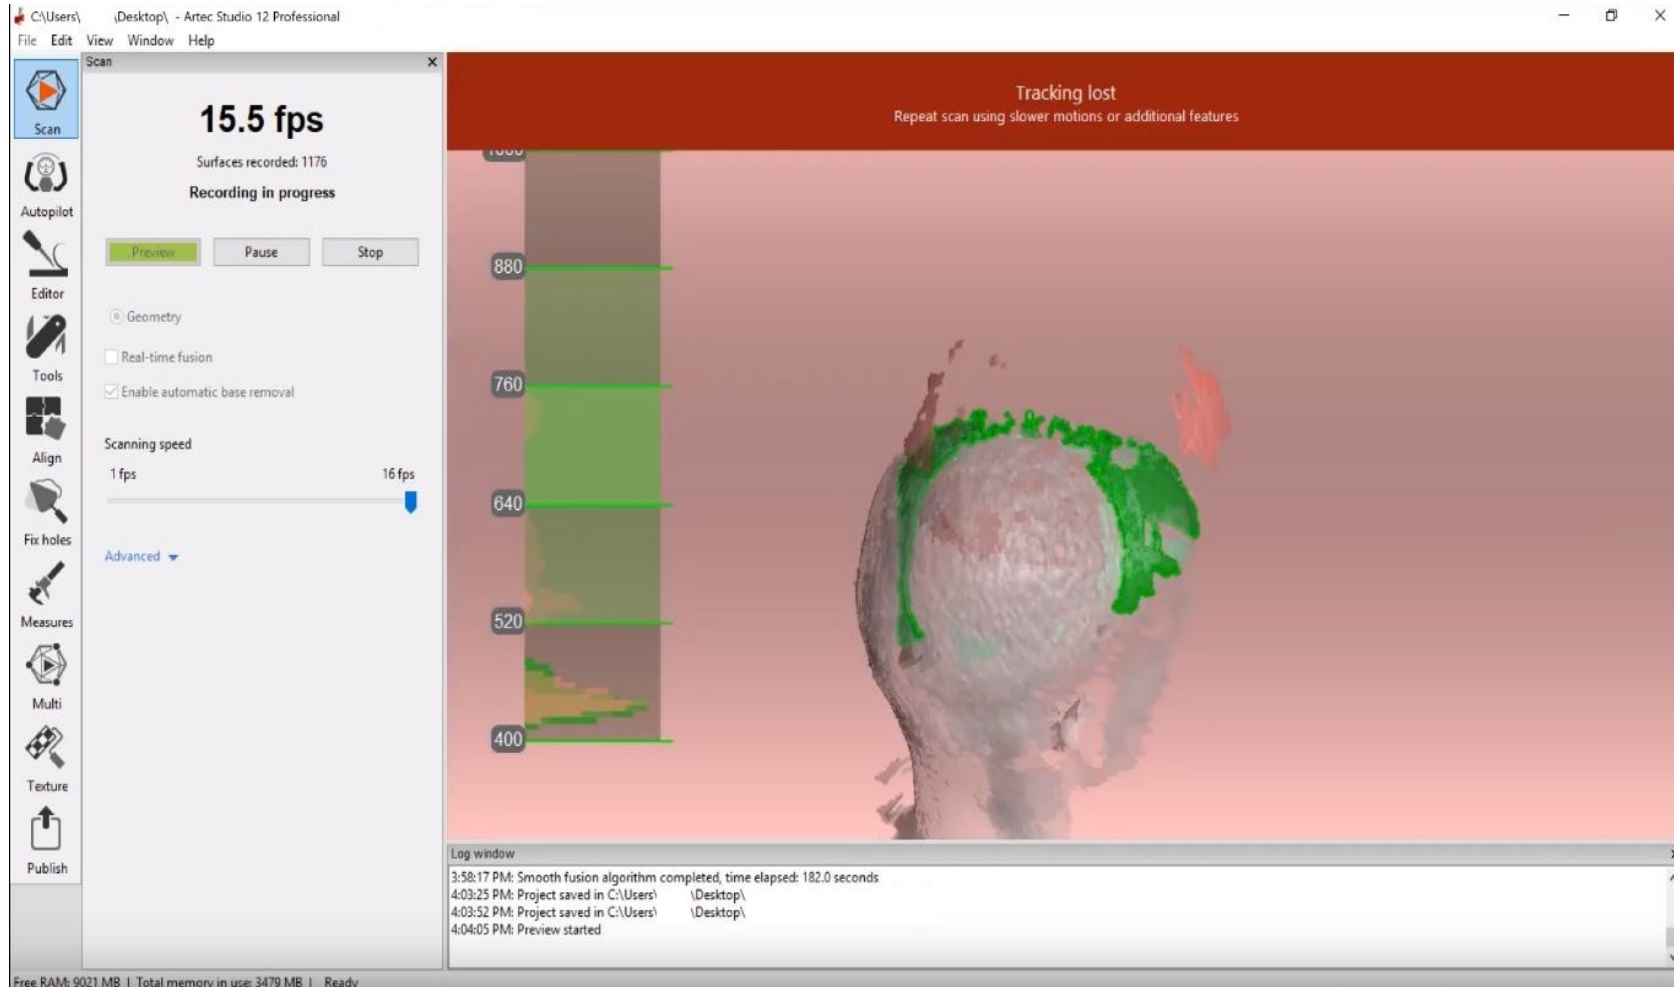 C:\Users\ \Desktop\ - Artec Studio 12 Professional
File Edit View Window Help
Scan
Scan
Autopilot
Editor
Tools
Align
Fix holes
Measures
Multi
Texture
Publish
15.5 fps
Surfaces recorded: 1176
Recording in progress
Preview Pause Stop
Geometry
Real-time fusion
Enable automatic base removal
Scanning speed
1 fps 16 fps
Advanced
Tracking lost
Repeat scan using slower motions or additional features
1000
880
760
640
520
400
Log window
3:58:17 PM: Smooth fusion algorithm completed, time elapsed: 182.0 seconds
4:03:25 PM: Project saved in C:\Users\ \Desktop\
4:03:52 PM: Project saved in C:\Users\ \Desktop\
4:04:05 PM: Preview started
Free RAM: 9021 MB | Total memory in use: 3479 MB | Ready